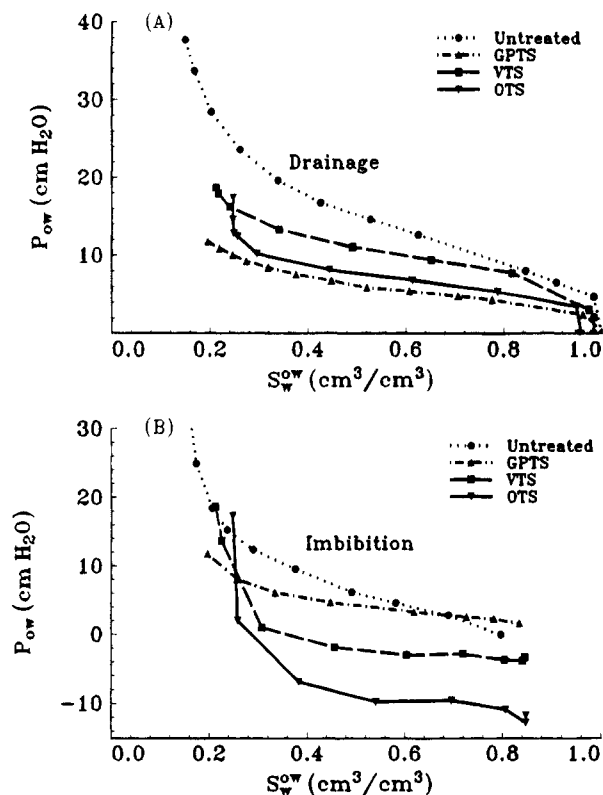 (A)
Untreated
GPTS
VTS
OTS
Drainage
P_ow (cm H2O)
40
30
20
10
0.0 0.2 0.4 0.6 0.8 1.0
S_w^ow (cm³/cm³)
(B)
Untreated
GPTS
VTS
OTS
Imbibition
P_ow (cm H2O)
30
20
10
0
−10
0.0 0.2 0.4 0.6 0.8 1.0
S_w^ow (cm³/cm³)